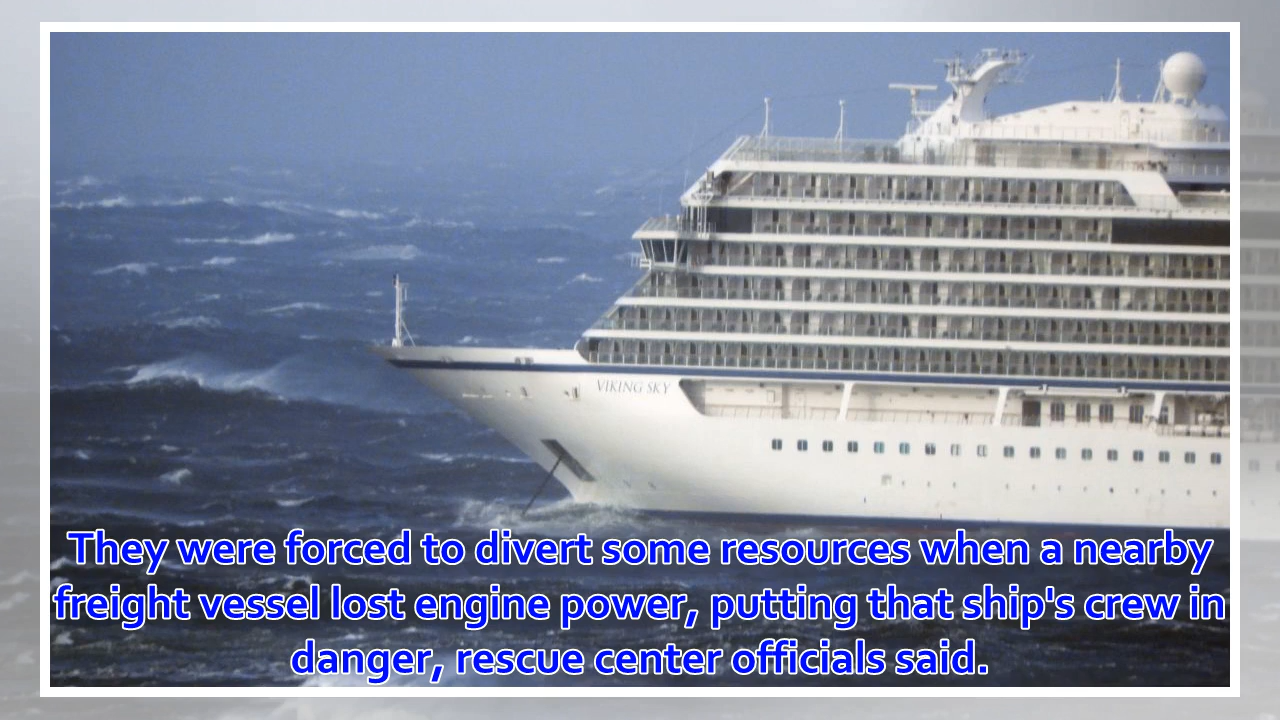 VIKING SKY
They were forced to divert some resources when a nearby
freight vessel lost engine power, putting that ship's crew in
danger, rescue center officials said.